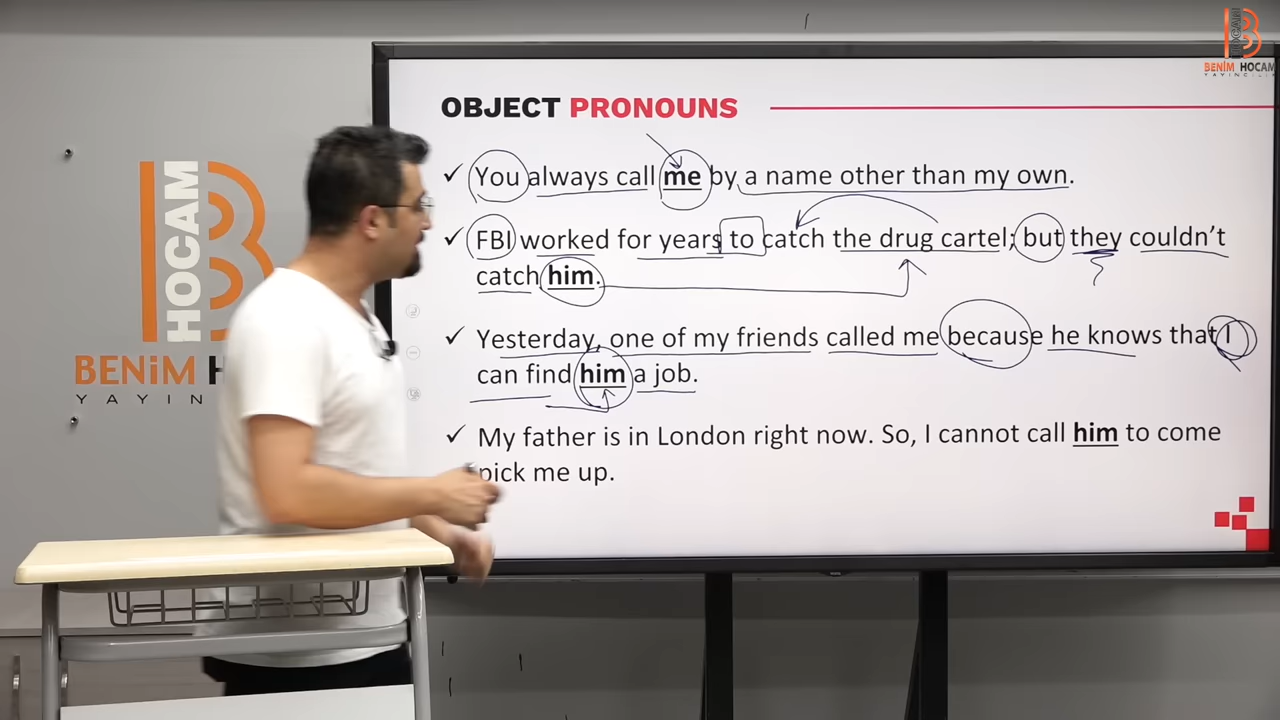 HOCAM
BENİM HOCAM
YAYINCILIK
OBJECT PRONOUNS
✓ You always call me by a name other than my own.
✓ FBI worked for years to catch the drug cartel; but they couldn't
catch him.
✓ Yesterday, one of my friends called me because he knows that I
can find him a job.
✓ My father is in London right now. So, I cannot call him to come
pick me up.
HOCAM
BENİM H
YAYIN